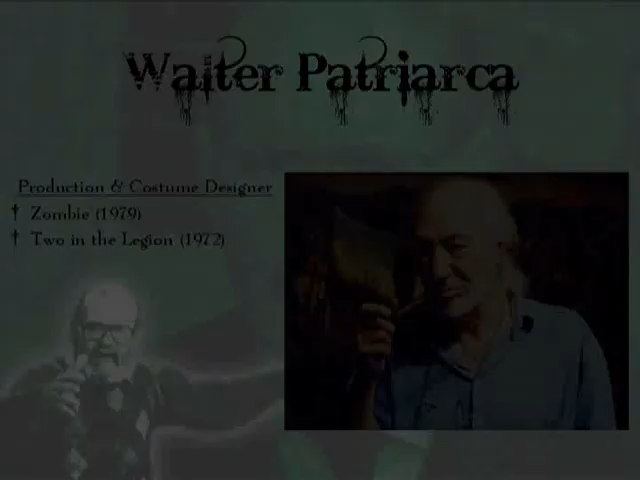 Walter Patriarca
Production & Costume Designer
† Zombie (1979)
† Two in the Legion (1972)